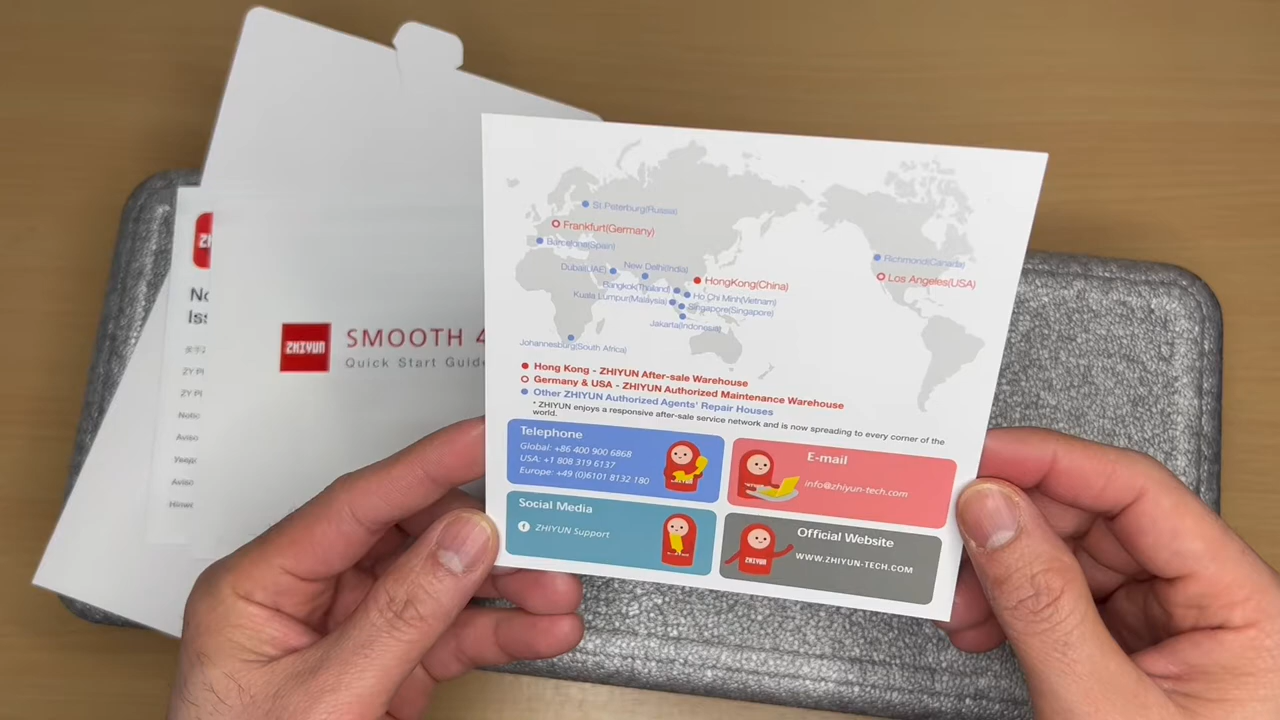 St Peterburg(Russia)
Frankfurt(Germany)
Barcelona(Spain)
Dubai(UAE)
New Delhi(India)
Bangkok(Thailand)
HongKong(China)
Kuala Lumpur(Malaysia)
Ho Chi Minh(Vietnam)
Singapore(Singapore)
Jakarta(Indonesia)
Johannesburg(South Africa)
Richmond(Canada)
Los Angeles(USA)
Hong Kong - ZHIYUN After-sale Warehouse
Germany & USA - ZHIYUN Authorized Maintenance Warehouse
Other ZHIYUN Authorized Agents' Repair Houses
* ZHIYUN enjoys a responsive after-sale service network and is now spreading to every corner of the
world.
Telephone
Global: +86 400 900 6868
USA: +1 808 319 6137
Europe: +49 (0)6101 8132 180
E-mail
info@zhiyun-tech.com
Social Media
ZHIYUN Support
Official Website
ZHIYUN
WWW.ZHIYUN-TECH.COM
ZHIYUN
SMOOTH 4
Quick Start Guide
ZY
ZY